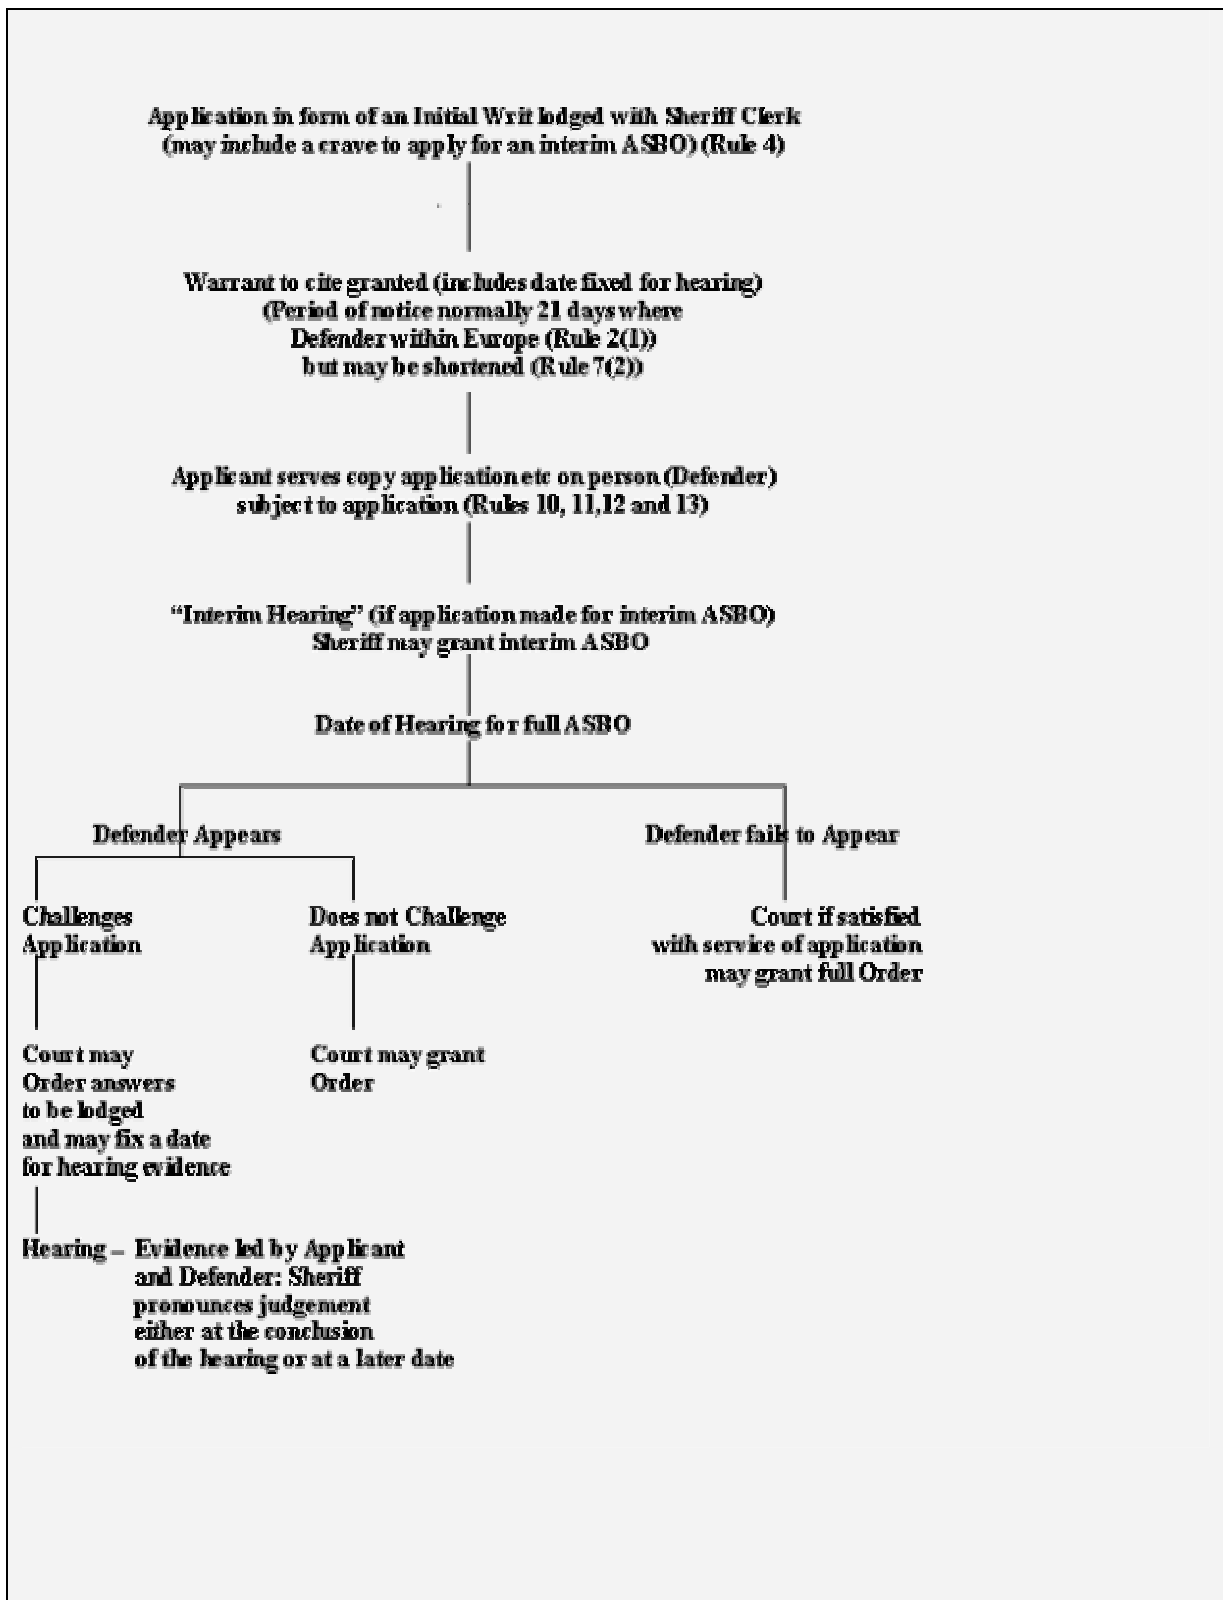 Application in form of an Initial Writ lodged with Sheriff Clerk
(may include a crave to apply for an interim ASBO) (Rule 4)
Warrant to cite granted (includes date fixed for hearing)
(Period of notice normally 21 days where
Defender within Europe (Rule 2(1))
but may be shortened (Rule 7(2))
Applicant serves copy application etc on person (Defender)
subject to application (Rules 10, 11,12 and 13)
“Interim Hearing” (if application made for interim ASBO)
Sheriff may grant interim ASBO
Date of Hearing for full ASBO
Defender Appears
Defender fails to Appear
Challenges
Application
Does not Challenge
Application
Court if satisfied
with service of application
may grant full Order
Court may
Order answers
to be lodged
and may fix a date
for hearing evidence
Court may grant
Order
Hearing – Evidence led by Applicant
and Defender: Sheriff
pronounces judgement
either at the conclusion
of the hearing or at a later date